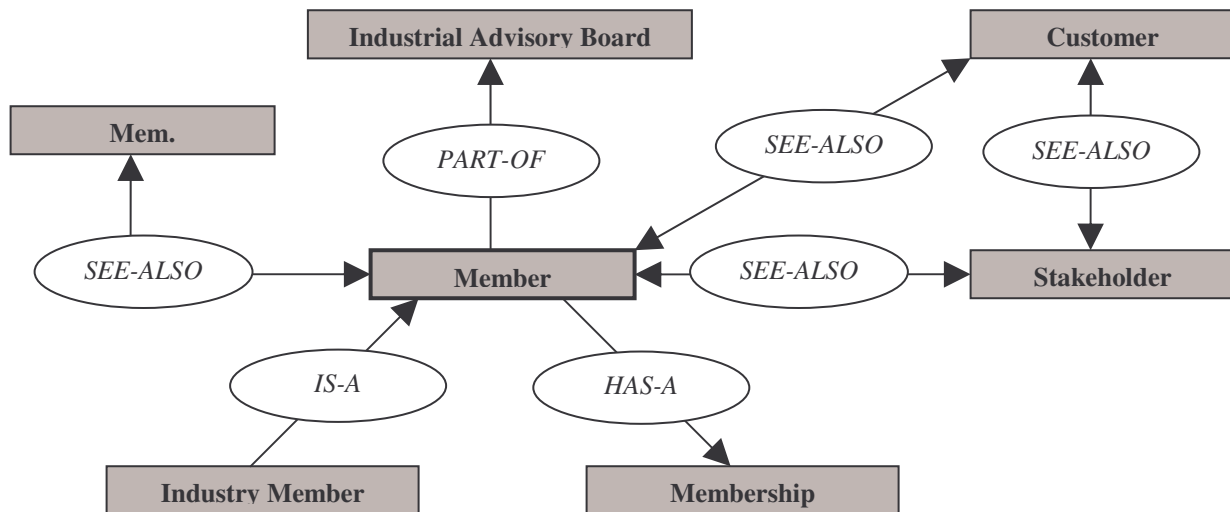 Industrial Advisory Board
Customer
Mem.
PART-OF
SEE-ALSO
SEE-ALSO
SEE-ALSO
Member
SEE-ALSO
Stakeholder
IS-A
HAS-A
Industry Member
Membership